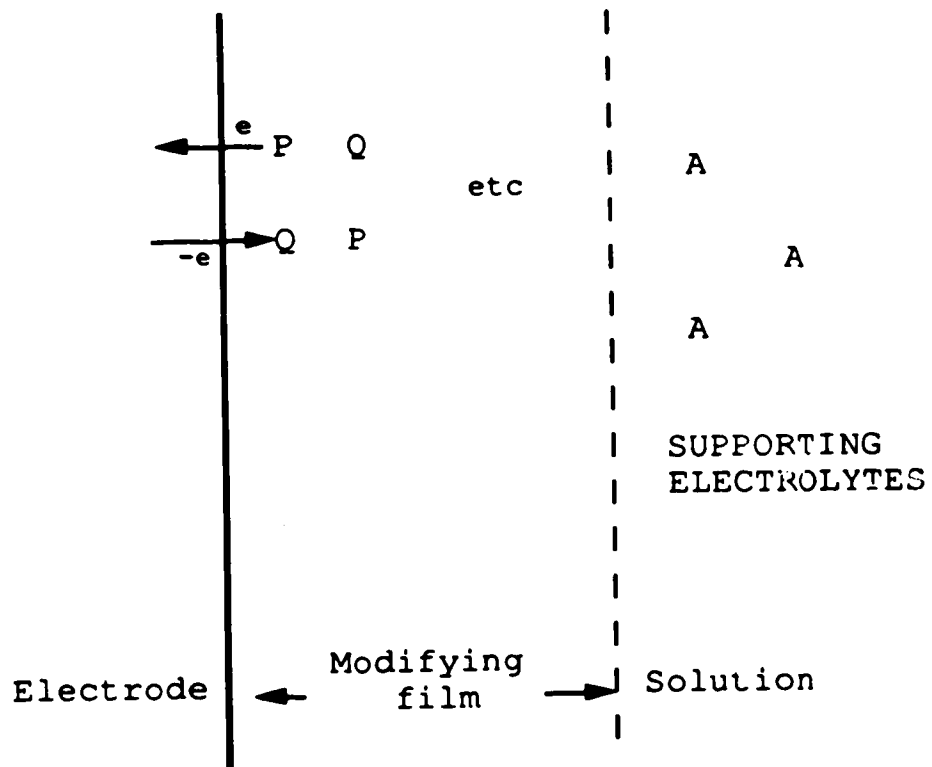 e
P Q
etc
A
-e
Q P
A
A
SUPPORTING
ELECTROLYTES
Electrode
Modifying
film
Solution